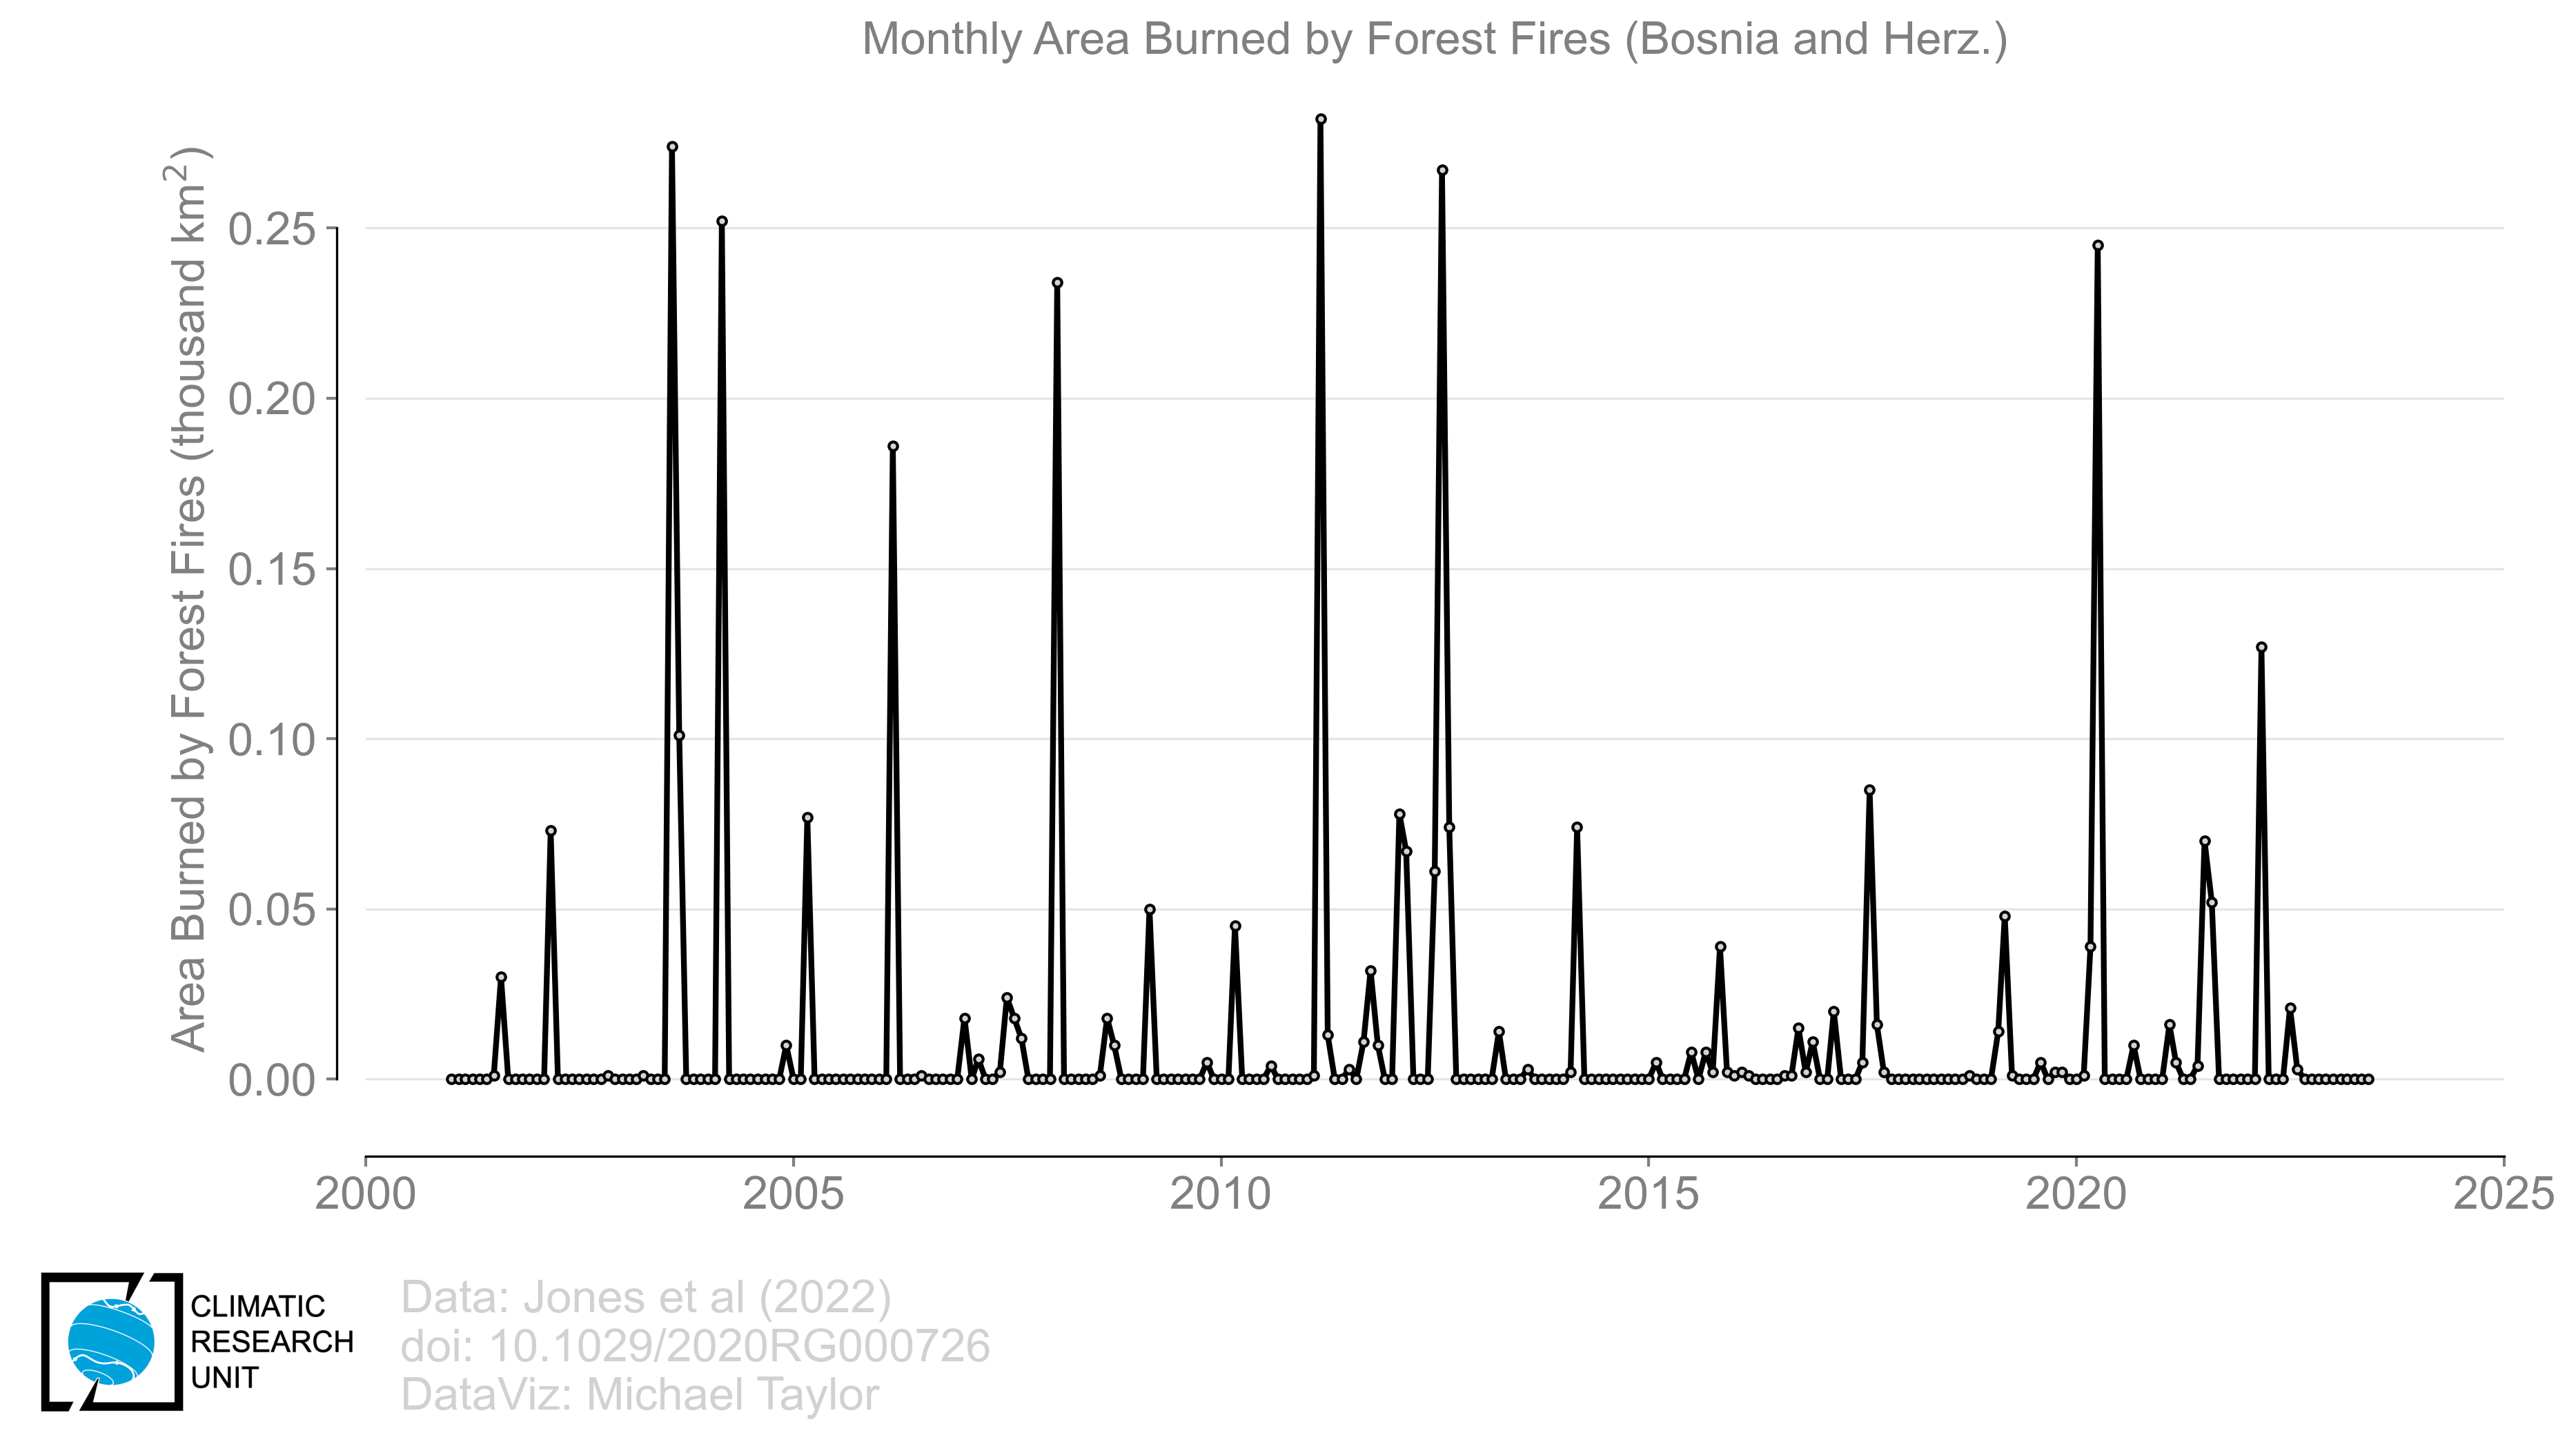 Monthly Area Burned by Forest Fires (Bosnia and Herz.)
Area Burned by Forest Fires (thousand km²)
0.25
0.20
0.15
0.10
0.05
0.00
2000 2005 2010 2015 2020 2025
CLIMATIC
RESEARCH
UNIT
Data: Jones et al (2022)
doi: 10.1029/2020RG000726
DataViz: Michael Taylor